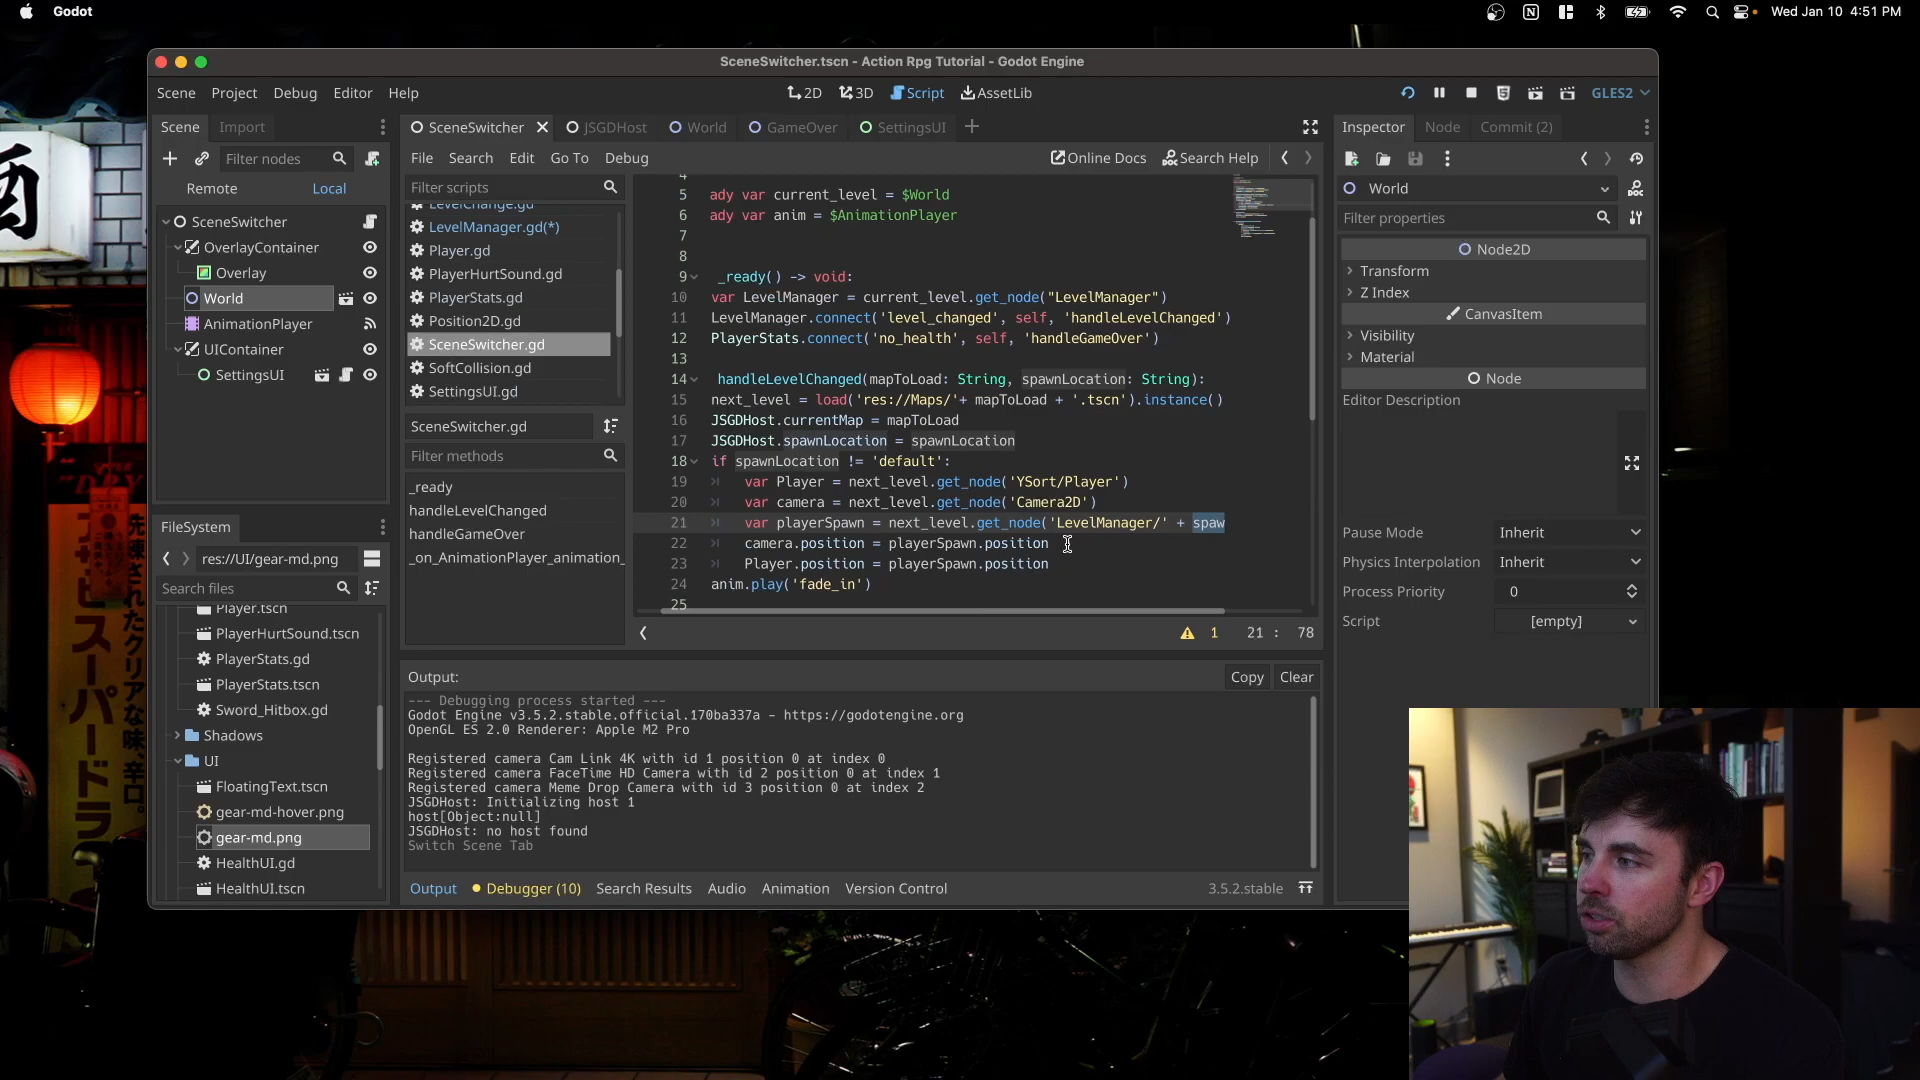 Godot
Wed Jan 10 4:51 PM
SceneSwitcher.tscn - Action Rpg Tutorial - Godot Engine
Scene Project Debug Editor Help
2D 3D Script AssetLib
GLES2
Scene Import
SceneSwitcher JSGDHost World GameOver SettingsUI
Inspector Node Commit (2)
Filter nodes
File Search Edit Go To Debug
Online Docs Search Help
Remote Local
Filter scripts
World
Filter properties
SceneSwitcher
OverlayContainer
Overlay
World
AnimationPlayer
UIContainer
SettingsUI
LevelChange.gd
LevelManager.gd(*)
Player.gd
PlayerHurtSound.gd
PlayerStats.gd
Position2D.gd
SceneSwitcher.gd
SoftCollision.gd
SettingsUI.gd
SceneSwitcher.gd
Filter methods
_ready
handleLevelChanged
handleGameOver
_on_AnimationPlayer_animation_
4
5 ady var current_level = $World
6 ady var anim = $AnimationPlayer
7
8
9 _ready() -> void:
10 var LevelManager = current_level.get_node("LevelManager")
11 LevelManager.connect('level_changed', self, 'handleLevelChanged')
12 PlayerStats.connect('no_health', self, 'handleGameOver')
13
14 handleLevelChanged(mapToLoad: String, spawnLocation: String):
15 next_level = load('res://Maps/'+ mapToLoad + '.tscn').instance()
16 JSGDHost.currentMap = mapToLoad
17 JSGDHost.spawnLocation = spawnLocation
18 if spawnLocation != 'default':
19 var Player = next_level.get_node('YSort/Player')
20 var camera = next_level.get_node('Camera2D')
21 var playerSpawn = next_level.get_node('LevelManager/' + spaw
22 camera.position = playerSpawn.position
23 Player.position = playerSpawn.position
24 anim.play('fade_in')
25
1 21 : 78
Node2D
Transform
Z Index
CanvasItem
Visibility
Material
Node
Editor Description
Pause Mode Inherit
Physics Interpolation Inherit
Process Priority 0
Script [empty]
FileSystem
res://UI/gear-md.png
Search files
Player.tscn
PlayerHurtSound.tscn
PlayerStats.gd
PlayerStats.tscn
Sword_Hitbox.gd
Shadows
UI
FloatingText.tscn
gear-md-hover.png
gear-md.png
HealthUI.gd
HealthUI.tscn
Output:
Copy Clear
--- Debugging process started ---
Godot Engine v3.5.2.stable.official.170ba337a - https://godotengine.org
OpenGL ES 2.0 Renderer: Apple M2 Pro
Registered camera Cam Link 4K with id 1 position 0 at index 0
Registered camera FaceTime HD Camera with id 2 position 0 at index 1
Registered camera Meme Drop Camera with id 3 position 0 at index 2
JSGDHost: Initializing host 1
host[Object:null]
JSGDHost: no host found
Switch Scene Tab
Output Debugger (10) Search Results Audio Animation Version Control
3.5.2.stable